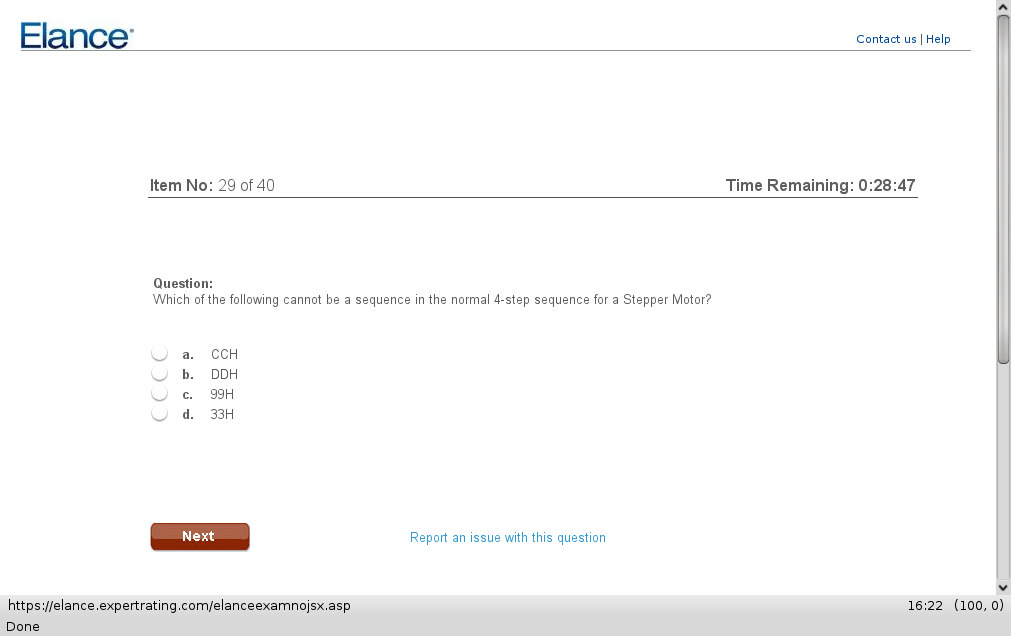 Elance
Contact us | Help
Item No: 29 of 40
Time Remaining: 0:28:47
Question:
Which of the following cannot be a sequence in the normal 4-step sequence for a Stepper Motor?
a. CCH
b. DDH
c. 99H
d. 33H
Next
Report an issue with this question
https://elance.expertrating.com/elanceexamnojsx.asp
16:22 (100, 0)
Done